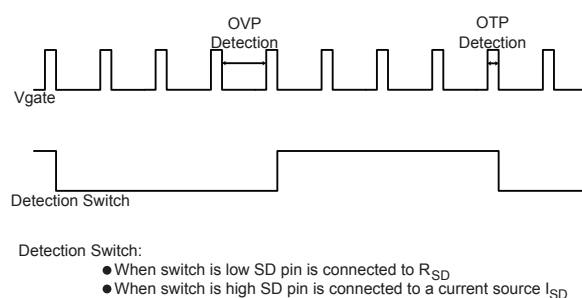 OVP
Detection
OTP
Detection
Vgate
Detection Switch
Detection Switch:
● When switch is low SD pin is connected to RSD
● When switch is high SD pin is connected to a current source ISD